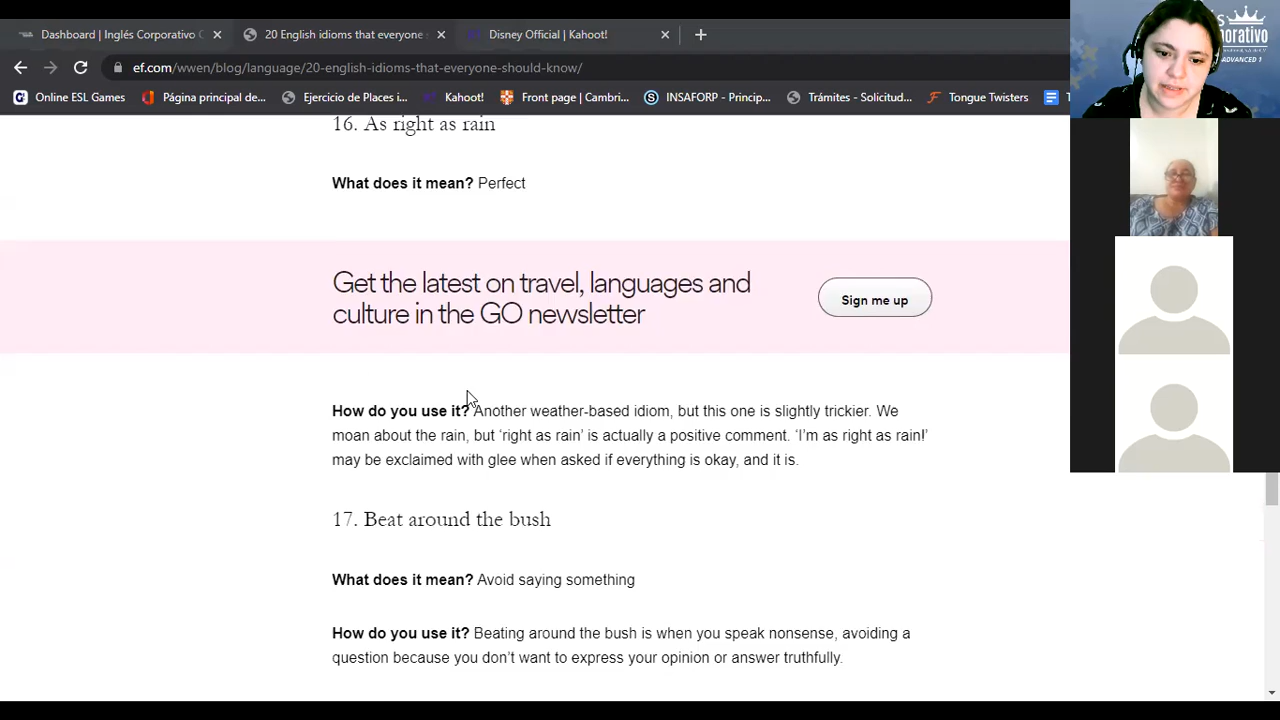 Dashboard | Inglés Corporativo
20 English idioms that everyone
Disney Official | Kahoot!
ef.com/wwen/blog/language/20-english-idioms-that-everyone-should-know/
Online ESL Games
Página principal de...
Ejercicio de Places i...
Kahoot!
Front page | Cambri...
INSAFORP - Princip...
Trámites - Solicitud...
Tongue Twisters
ADVANCED 1
16. As right as rain
What does it mean? Perfect
Get the latest on travel, languages and
culture in the GO newsletter
Sign me up
How do you use it? Another weather-based idiom, but this one is slightly trickier. We
moan about the rain, but ‘right as rain’ is actually a positive comment. ‘I’m as right as rain!’
may be exclaimed with glee when asked if everything is okay, and it is.
17. Beat around the bush
What does it mean? Avoid saying something
How do you use it? Beating around the bush is when you speak nonsense, avoiding a
question because you don’t want to express your opinion or answer truthfully.